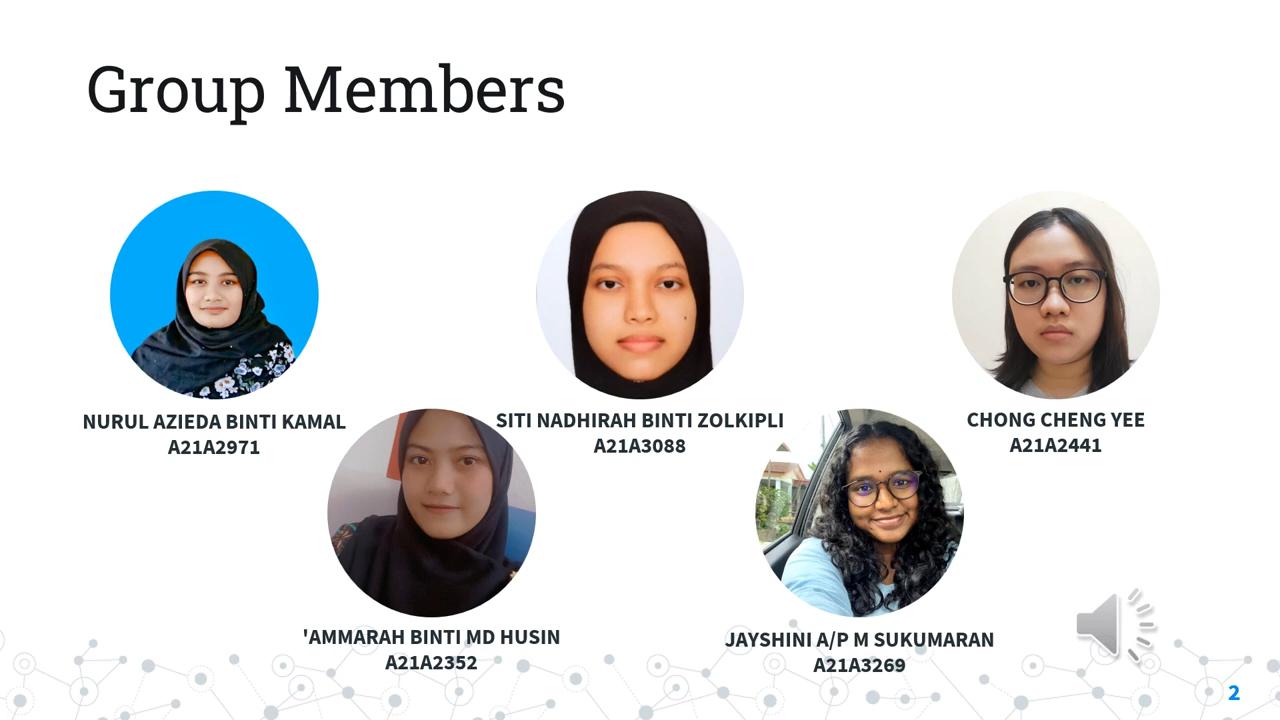 Group Members
NURUL AZIEDA BINTI KAMAL
A21A2971
SITI NADHIRAH BINTI ZOLKIPLI
A21A3088
CHONG CHENG YEE
A21A2441
'AMMARAH BINTI MD HUSIN
A21A2352
JAYSHINI A/P M SUKUMARAN
A21A3269
2